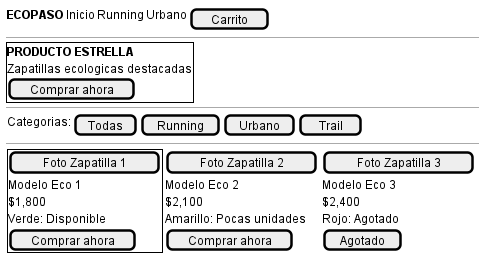 ECOPASO Inicio Running Urbano Carrito
PRODUCTO ESTRELLA
Zapatillas ecologicas destacadas
Comprar ahora
Categorias: Todas Running Urbano Trail
Foto Zapatilla 1 Foto Zapatilla 2 Foto Zapatilla 3
Modelo Eco 1 Modelo Eco 2 Modelo Eco 3
$1,800 $2,100 $2,400
Verde: Disponible Amarillo: Pocas unidades Rojo: Agotado
Comprar ahora Comprar ahora Agotado